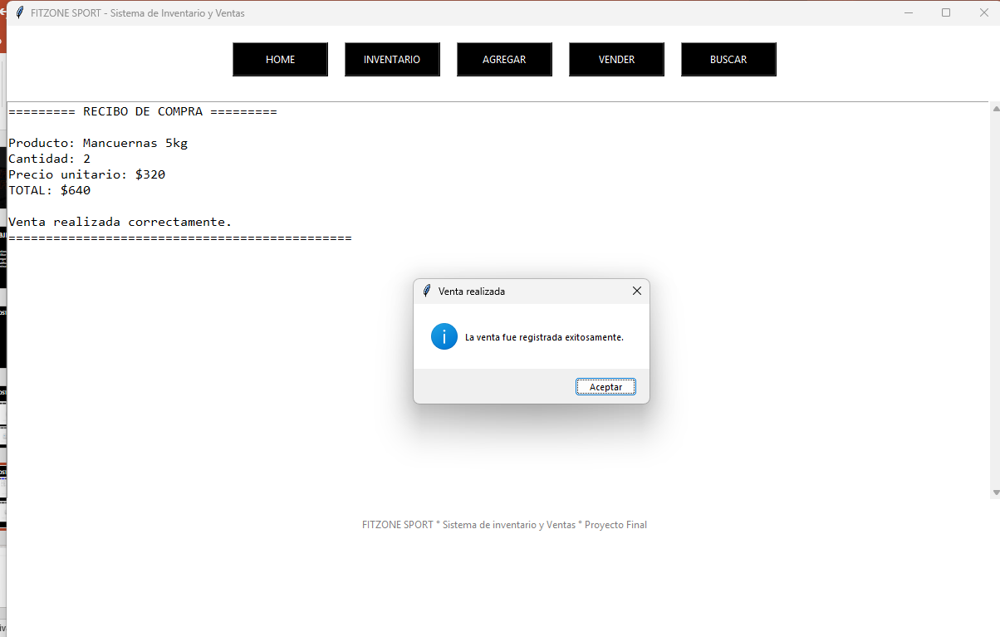 FITZONE SPORT - Sistema de Inventario y Ventas
HOME
INVENTARIO
AGREGAR
VENDER
BUSCAR
========= RECIBO DE COMPRA =========
Producto: Mancuernas 5kg
Cantidad: 2
Precio unitario: $320
TOTAL: $640
Venta realizada correctamente.
==============================================
Venta realizada
La venta fue registrada exitosamente.
Aceptar
FITZONE SPORT ° Sistema de inventario y Ventas ° Proyecto Final